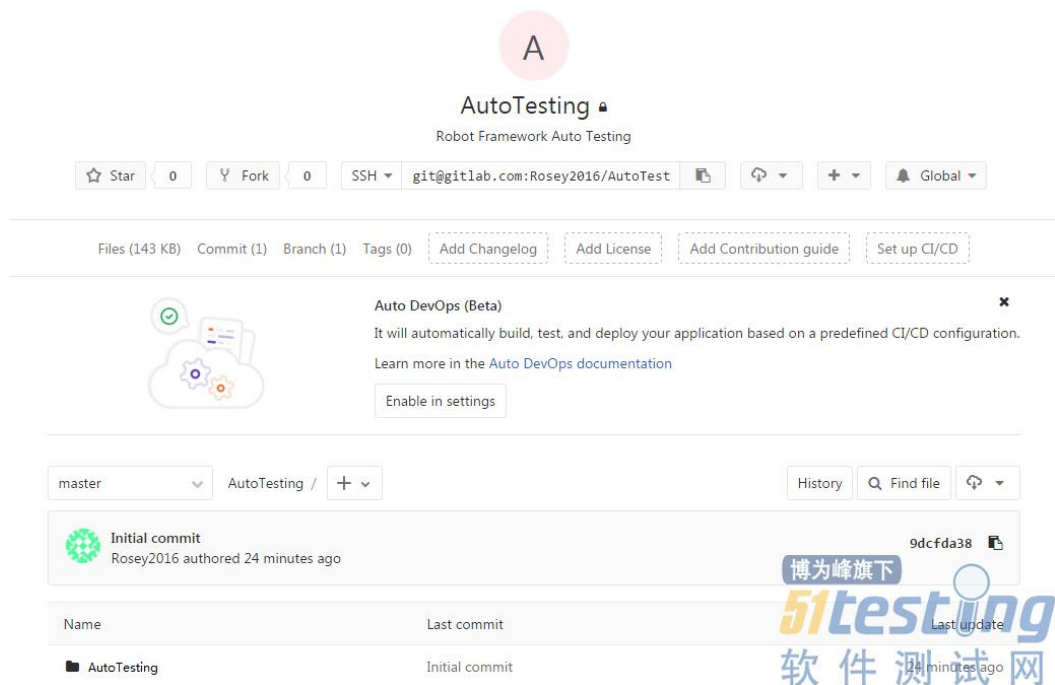 A
AutoTesting
Robot Framework Auto Testing
Star 0 Fork 0 SSH git@gitlab.com:Rosey2016/AutoTest Global
Files (143 KB) Commit (1) Branch (1) Tags (0) Add Changelog Add License Add Contribution guide Set up CI/CD
Auto DevOps (Beta)
It will automatically build, test, and deploy your application based on a predefined CI/CD configuration.
Learn more in the Auto DevOps documentation
Enable in settings
master AutoTesting / + History Find file
Initial commit 9dcfda38
Rosey2016 authored 24 minutes ago
博为峰旗下
51testing
Name Last commit Last update
软件测试网
AutoTesting Initial commit 24 minutes ago